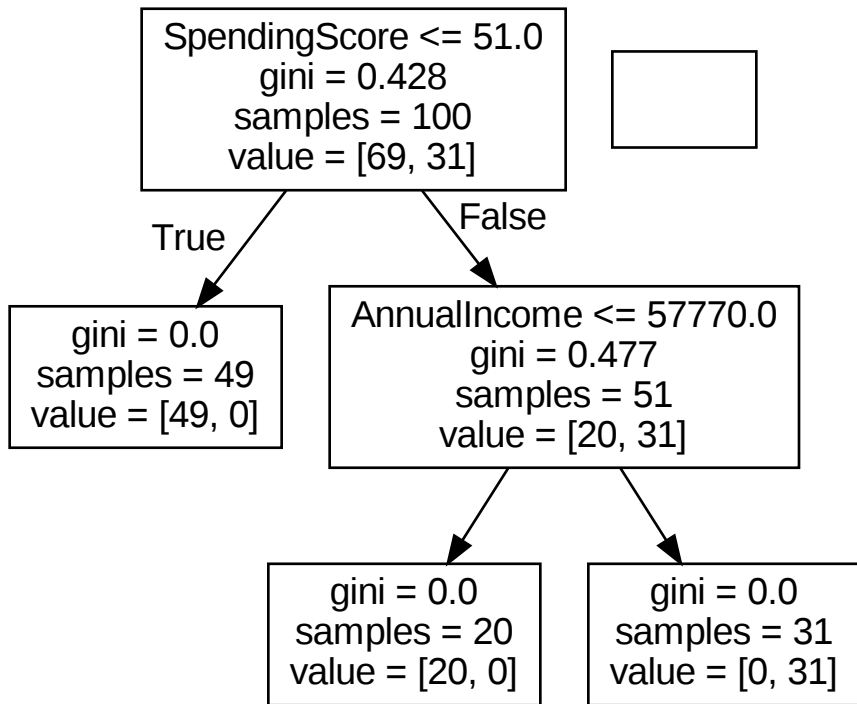 SpendingScore <= 51.0
gini = 0.428
samples = 100
value = [69, 31]
True
False
gini = 0.0
samples = 49
value = [49, 0]
AnnualIncome <= 57770.0
gini = 0.477
samples = 51
value = [20, 31]
gini = 0.0
samples = 20
value = [20, 0]
gini = 0.0
samples = 31
value = [0, 31]